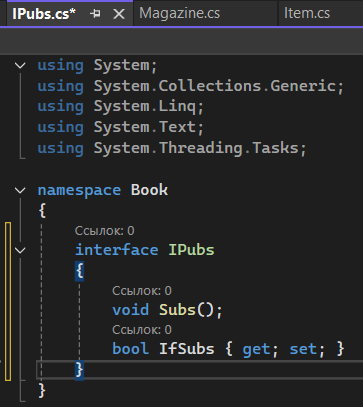 IPubs.cs* Magazine.cs Item.cs
using System;
using System.Collections.Generic;
using System.Linq;
using System.Text;
using System.Threading.Tasks;
namespace Book
{
Ссылок: 0
interface IPubs
{
Ссылок: 0
void Subs();
Ссылок: 0
bool IfSubs { get; set; }
}
}